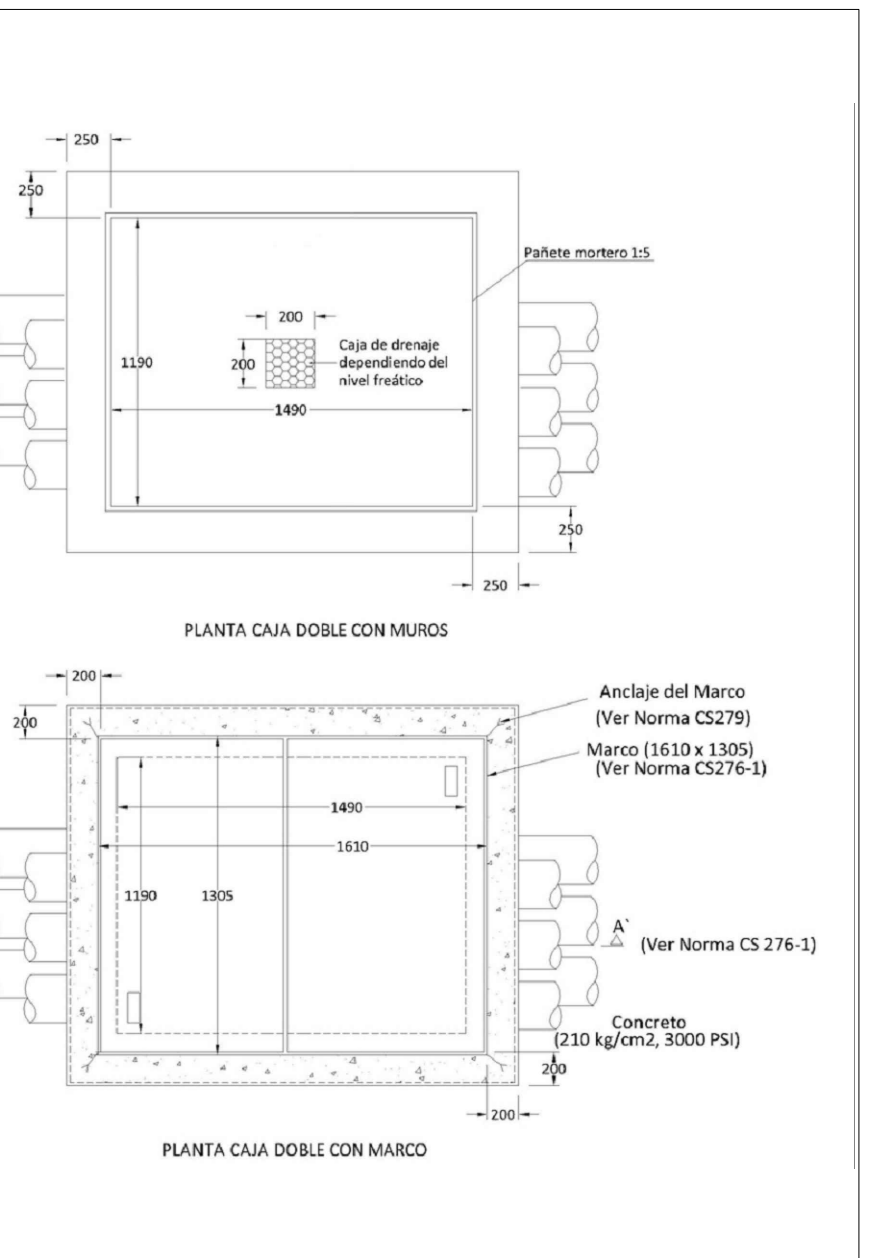 250
250
Pañete mortero 1:5
200
Caja de drenaje
1190
200
dependiendo del
nivel freático
1490
250
250
PLANTA CAJA DOBLE CON MUROS
200
Anclaje del Marco
200
(Ver Norma CS279)
Marco (1610 x 1305)
(Ver Norma CS276-1)
1490
1610
1190
1305
A`
(Ver Norma CS 276-1)
Concreto
(210 kg/cm2, 3000 PSI)
200
200
PLANTA CAJA DOBLE CON MARCO